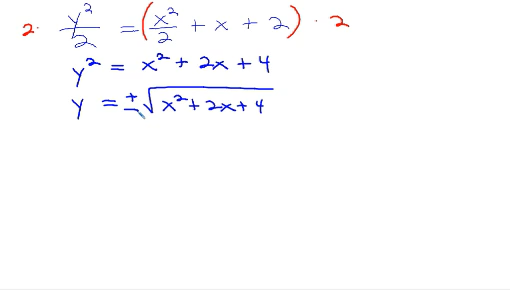 2· y²/2 = (x²/2 + x + 2) · 2
y² = x² + 2x + 4
y = ±√(x² + 2x + 4)